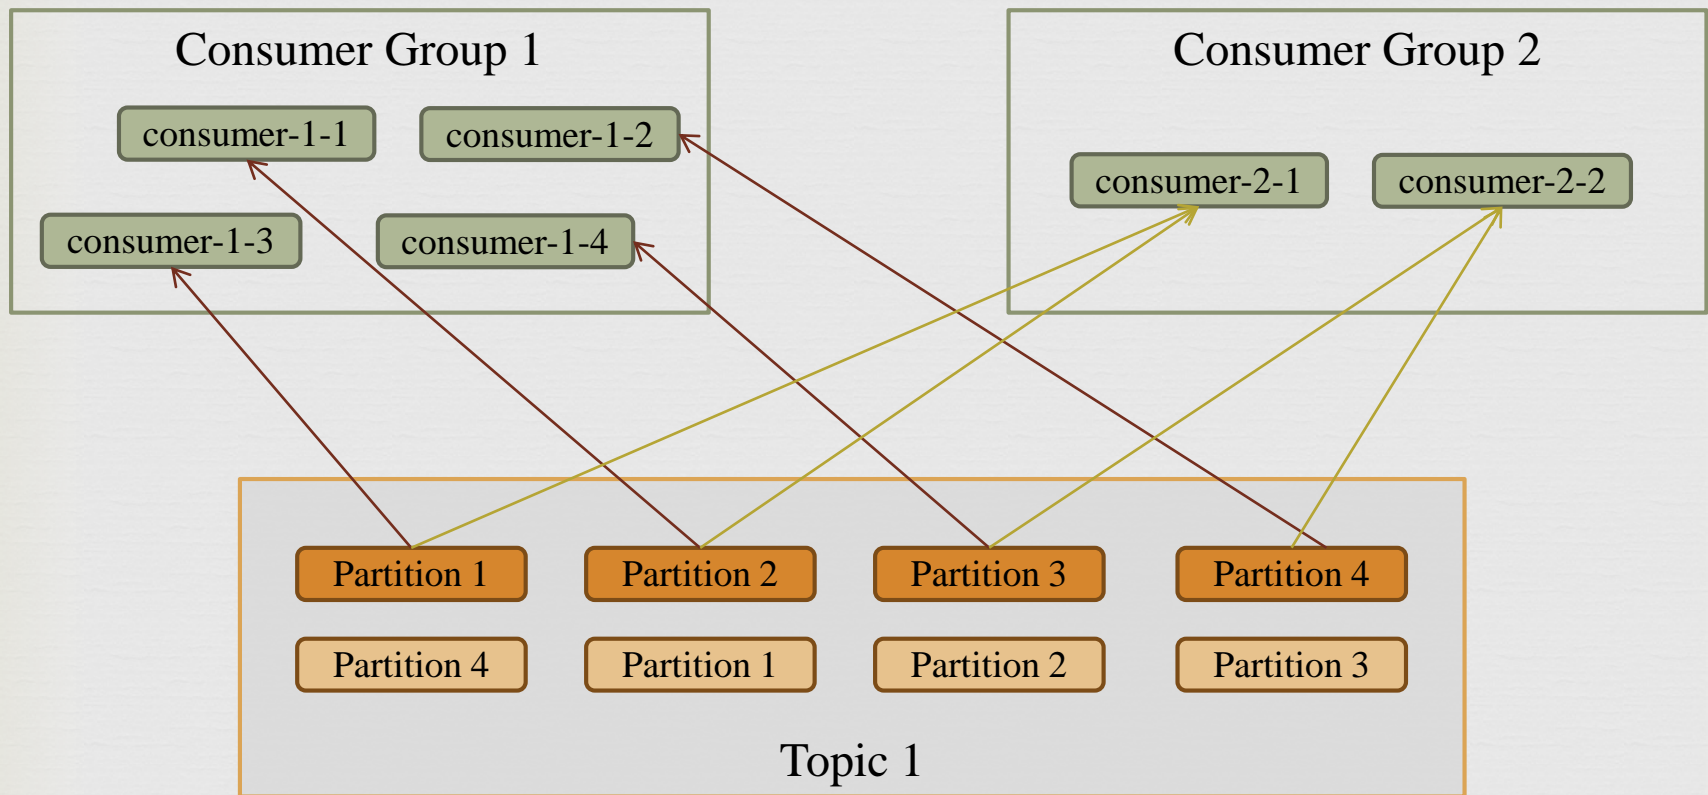 Consumer Group 1
consumer-1-1
consumer-1-2
consumer-1-3
consumer-1-4
Consumer Group 2
consumer-2-1
consumer-2-2
Partition 1
Partition 2
Partition 3
Partition 4
Partition 4
Partition 1
Partition 2
Partition 3
Topic 1